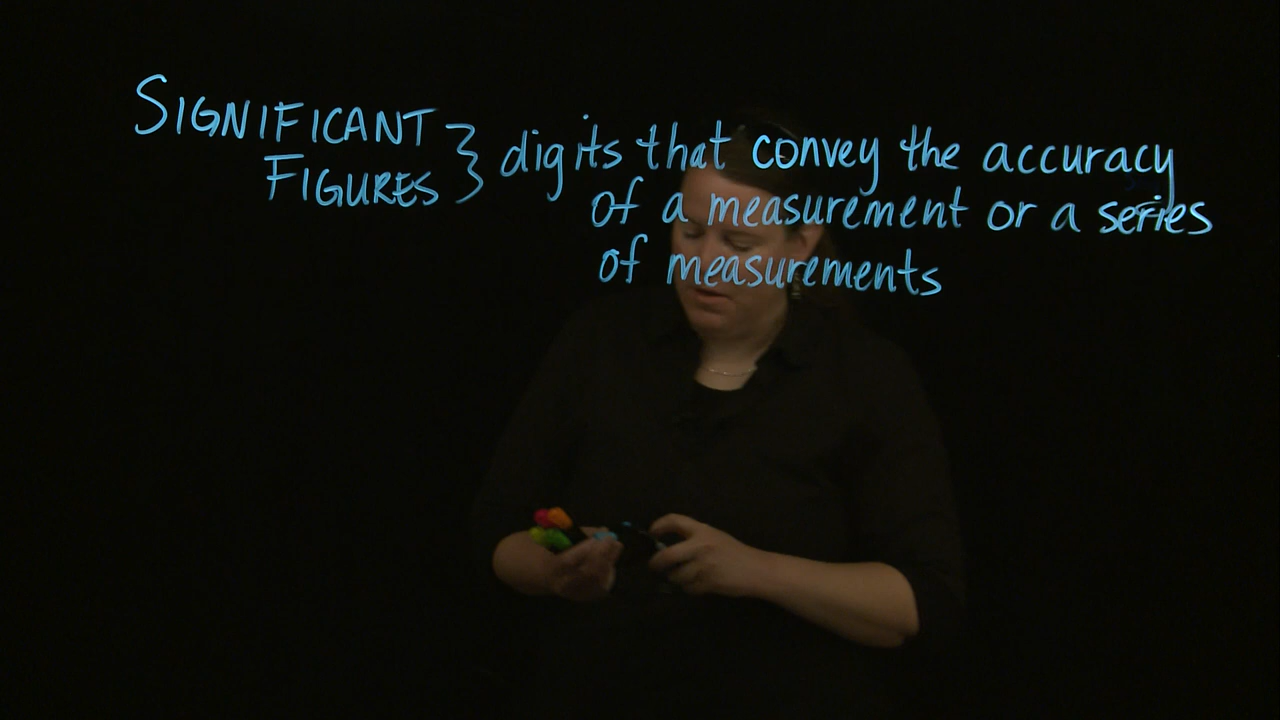 SIGNIFICANT
FIGURES } digits that convey the accuracy
of a measurement or a series
of measurements